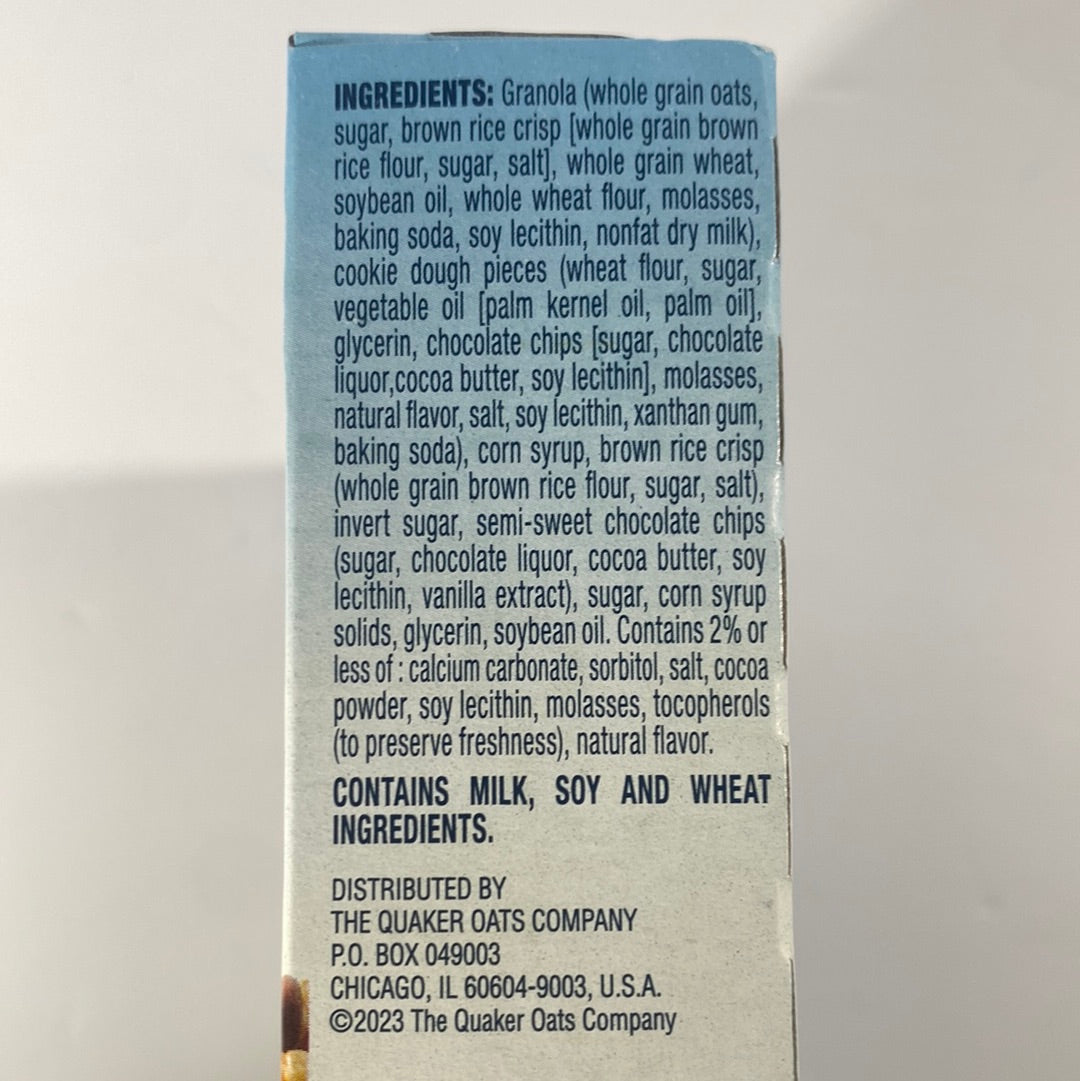 INGREDIENTS: Granola (whole grain oats,
sugar, brown rice crisp [whole grain brown
rice flour, sugar, salt], whole grain wheat,
soybean oil, whole wheat flour, molasses,
baking soda, soy lecithin, nonfat dry milk),
cookie dough pieces (wheat flour, sugar,
vegetable oil [palm kernel oil, palm oil],
glycerin, chocolate chips [sugar, chocolate
liquor,cocoa butter, soy lecithin], molasses,
natural flavor, salt, soy lecithin, xanthan gum,
baking soda), corn syrup, brown rice crisp
(whole grain brown rice flour, sugar, salt),
invert sugar, semi-sweet chocolate chips
(sugar, chocolate liquor, cocoa butter, soy
lecithin, vanilla extract), sugar, corn syrup
solids, glycerin, soybean oil. Contains 2% or
less of : calcium carbonate, sorbitol, salt, cocoa
powder, soy lecithin, molasses, tocopherols
(to preserve freshness), natural flavor.
CONTAINS MILK, SOY AND WHEAT
INGREDIENTS.
DISTRIBUTED BY
THE QUAKER OATS COMPANY
P.O. BOX 049003
CHICAGO, IL 60604-9003, U.S.A.
©2023 The Quaker Oats Company